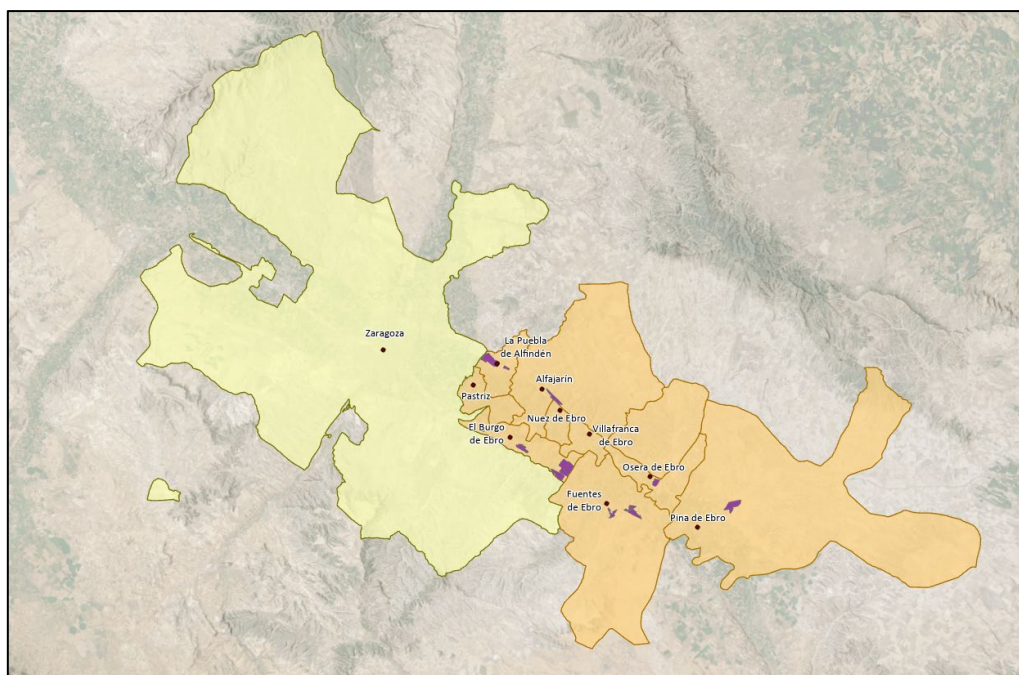 Zaragoza
La Puebla
de Alfindén
Pastriz
Alfajarín
Nuez de Ebro
El Burgo
de Ebro
Villafranca
de Ebro
Osera de Ebro
Fuentes
de Ebro
Pina de Ebro